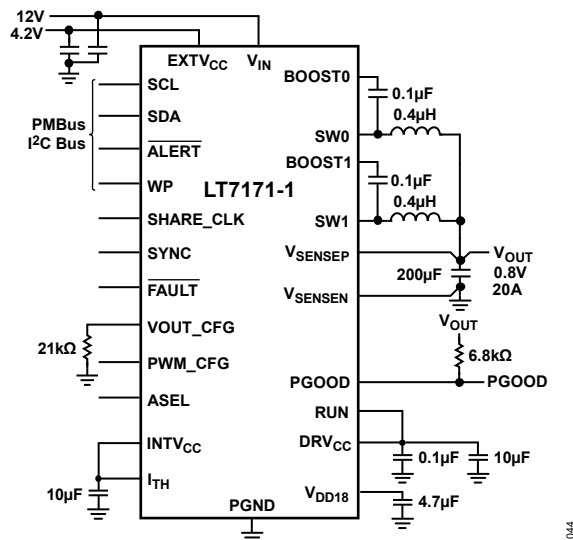 12V
4.2V
EXTVCC
VIN
PMBus
I2C Bus
SCL
SDA
ALERT
WP
SHARE_CLK
SYNC
FAULT
VOUT_CFG
21kΩ
PWM_CFG
ASEL
INTVCC
ITH
10µF
LT7171-1
PGND
BOOST0
0.1µF
0.4µH
SW0
BOOST1
0.1µF
0.4µH
SW1
VSENSEP
VOUT
0.8V
20A
200µF
VSENSEN
VOUT
6.8kΩ
PGOOD
PGOOD
RUN
DRVCC
0.1µF
10µF
VDD18
4.7µF
044